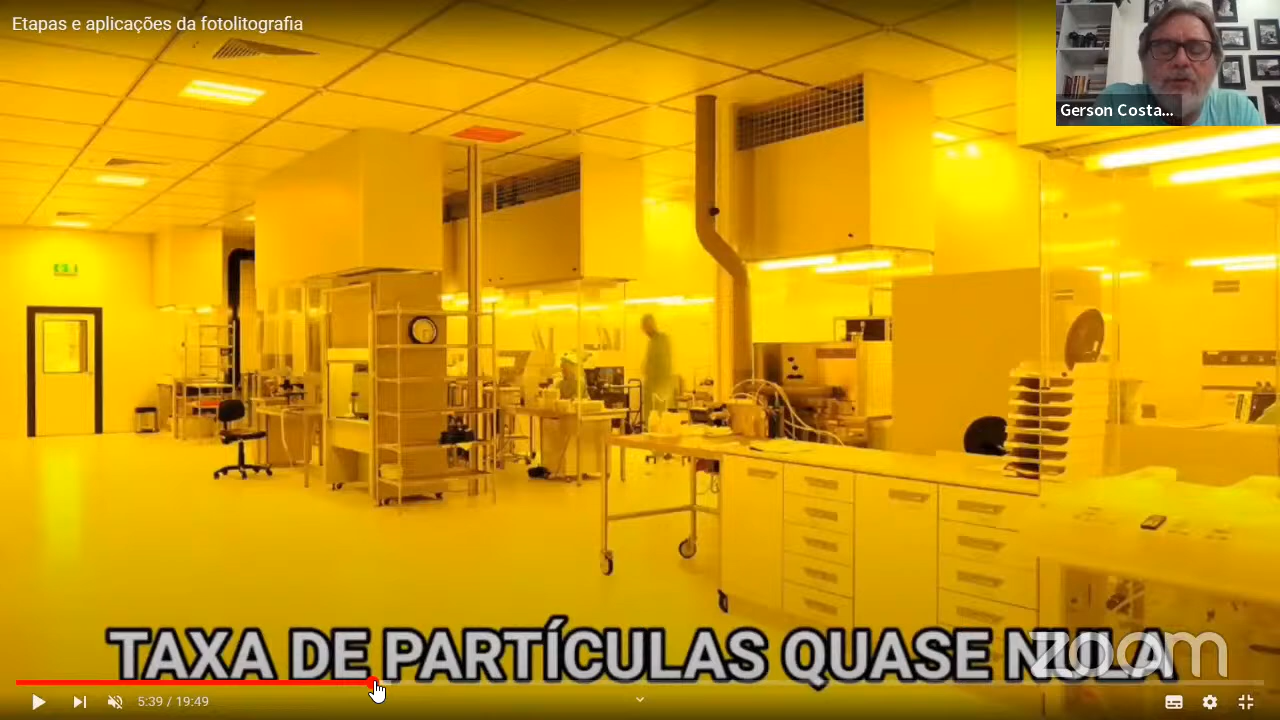 Etapas e aplicações da fotolitografia
Gerson Costa...
TAXA DE PARTÍCULAS QUASE NULA
zoom
5:39 / 19:49